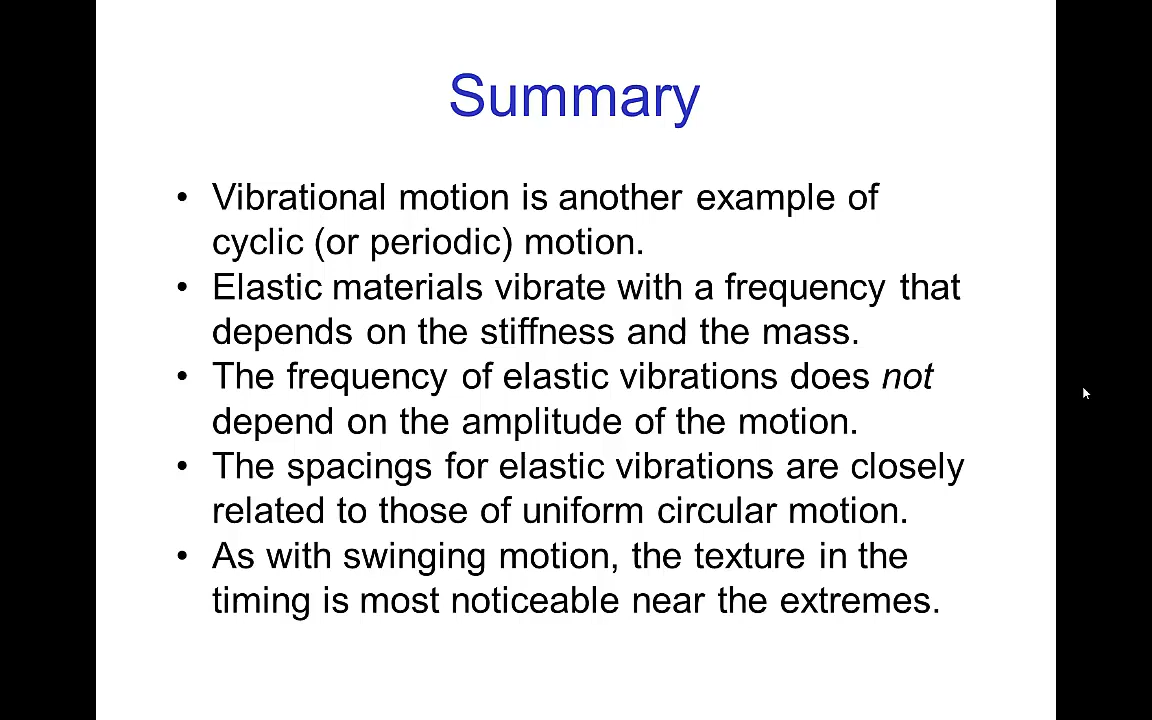 Summary
• Vibrational motion is another example of
cyclic (or periodic) motion.
• Elastic materials vibrate with a frequency that
depends on the stiffness and the mass.
• The frequency of elastic vibrations does not
depend on the amplitude of the motion.
• The spacings for elastic vibrations are closely
related to those of uniform circular motion.
• As with swinging motion, the texture in the
timing is most noticeable near the extremes.